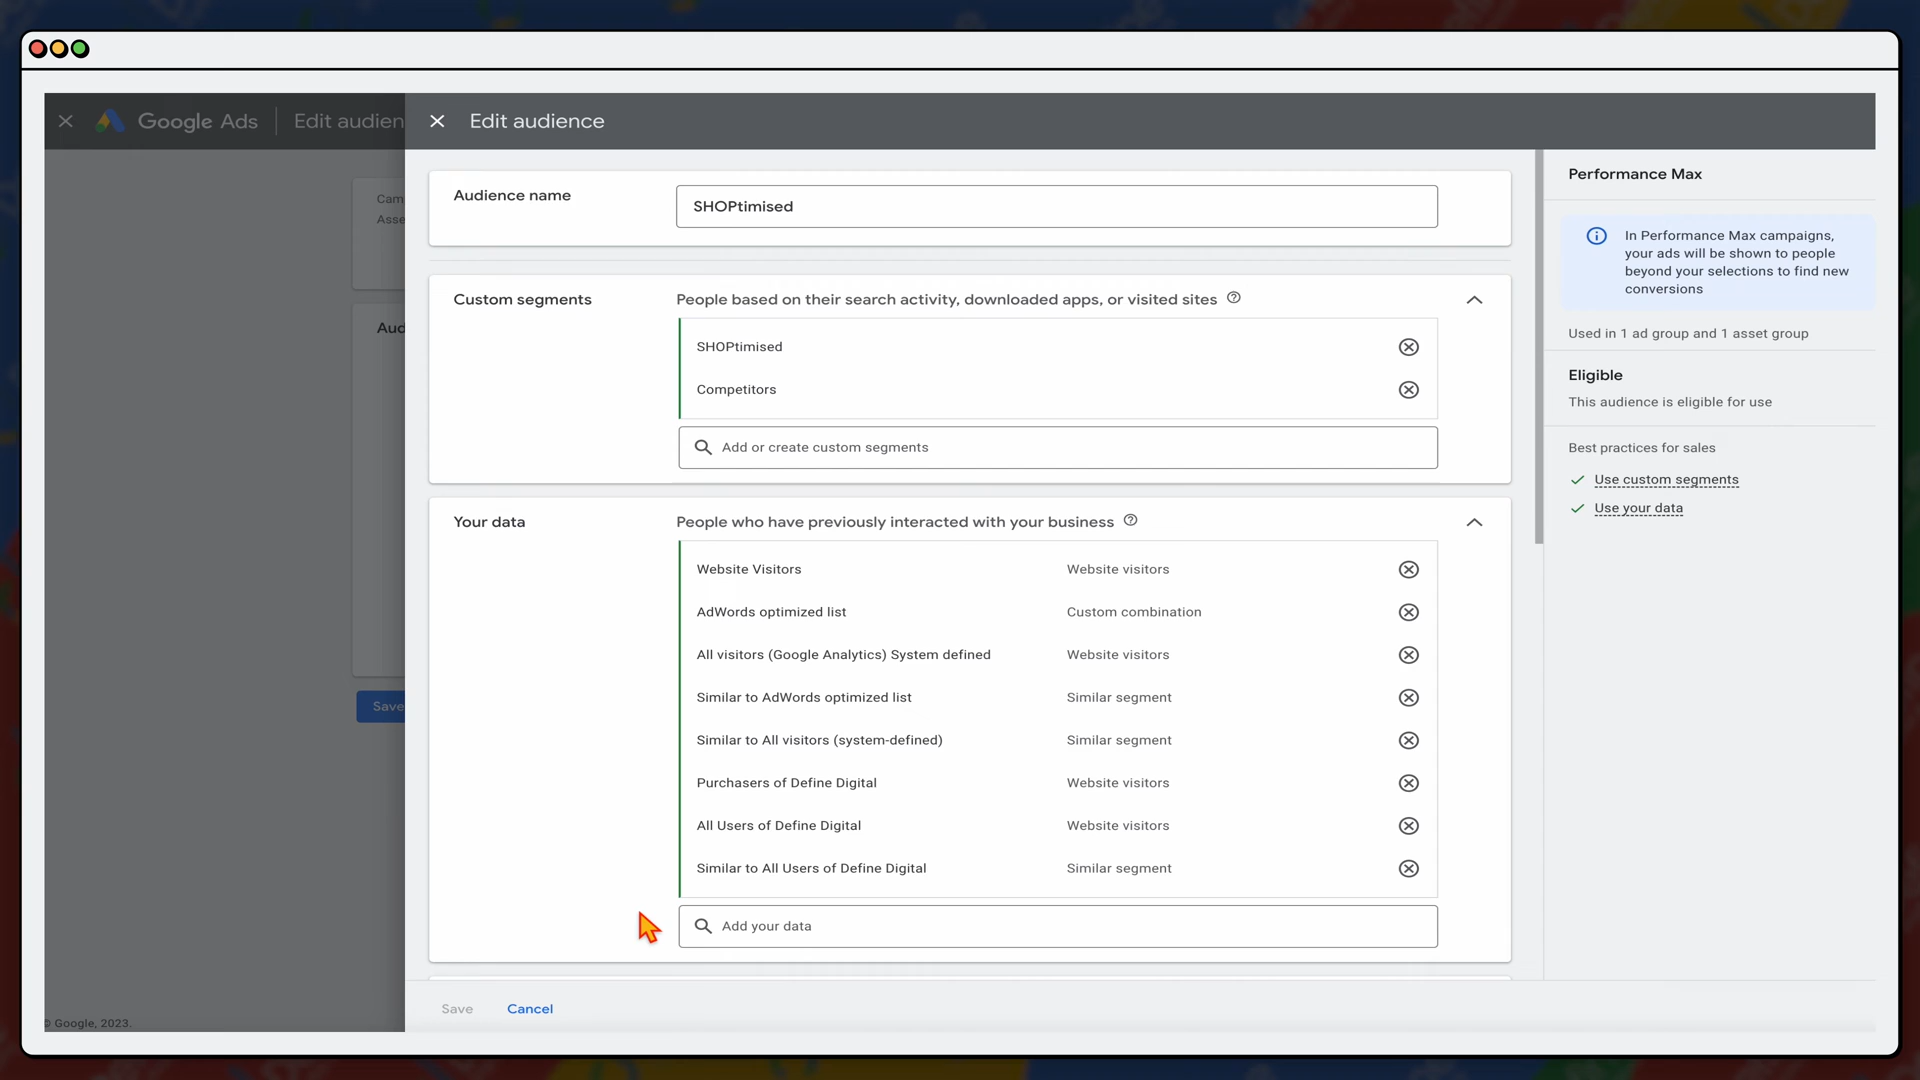 Google Ads
Edit audien
Edit audience
Cam
Asse
Aud
Save
© Google, 2023.
Audience name
SHOPtimised
Custom segments
People based on their search activity, downloaded apps, or visited sites
SHOPtimised
Competitors
Add or create custom segments
Your data
People who have previously interacted with your business
Website Visitors Website visitors
AdWords optimized list Custom combination
All visitors (Google Analytics) System defined Website visitors
Similar to AdWords optimized list Similar segment
Similar to All visitors (system-defined) Similar segment
Purchasers of Define Digital Website visitors
All Users of Define Digital Website visitors
Similar to All Users of Define Digital Similar segment
Add your data
Save
Cancel
Performance Max
In Performance Max campaigns,
your ads will be shown to people
beyond your selections to find new
conversions
Used in 1 ad group and 1 asset group
Eligible
This audience is eligible for use
Best practices for sales
Use custom segments
Use your data